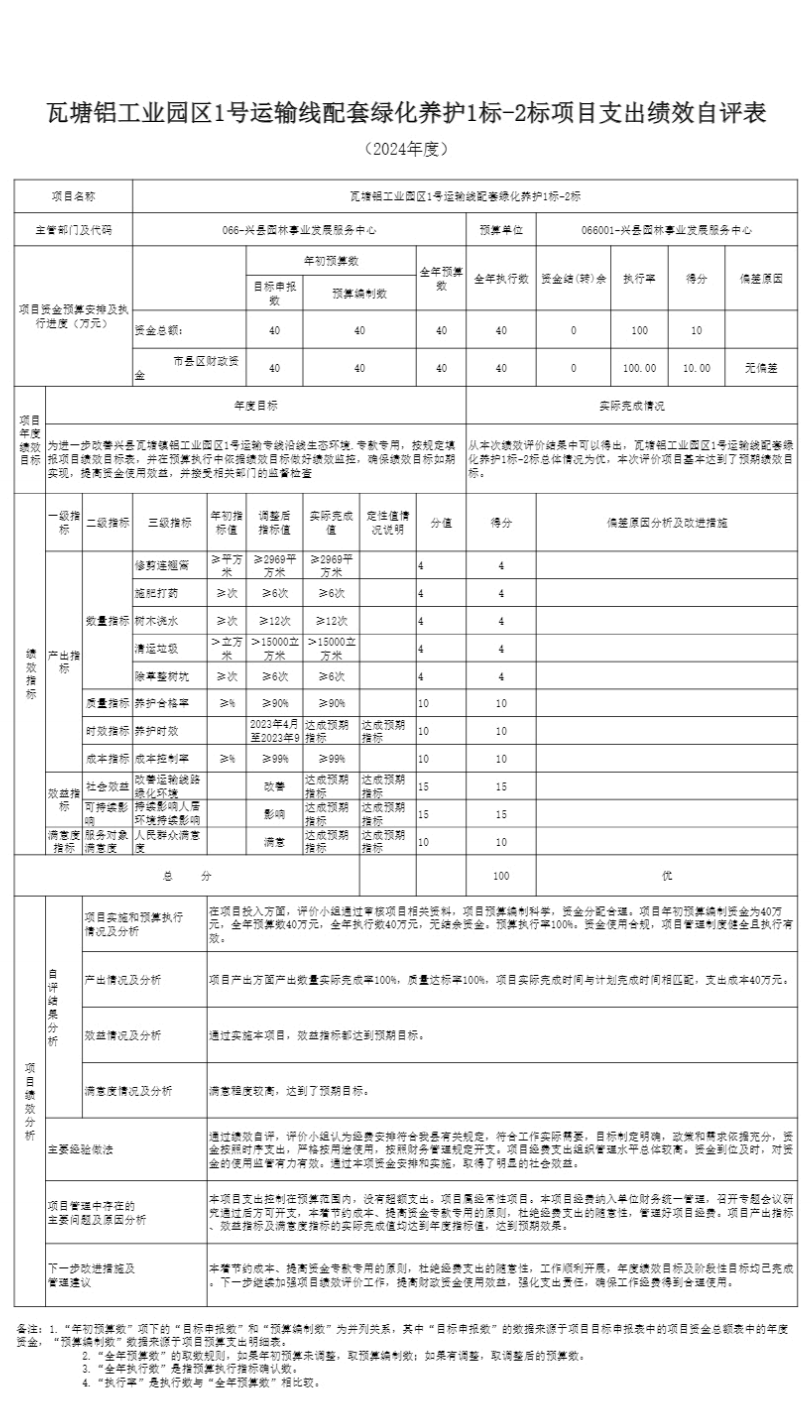 瓦塘铝工业园区1号运输线配套绿化养护1标-2标项目支出绩效自评表
（2024年度）
项目名称
瓦塘铝工业园区1号运输线配套绿化养护1标-2标
主管部门及代码
066-兴县园林事业发展服务中心
预算单位
066001-兴县园林事业发展服务中心
项目资金预算安排及执
行进度（万元）
年初预算数
全年预算
数
全年执行数
资金结(转)余
执行率
得分
偏差原因
目标申报
数
预算编制数
资金总额：
40
40
40
40
0
100
10
市县区财政资
金
40
40
40
40
0
100.00
10.00
无偏差
项目
年度
绩效
目标
年度目标
实际完成情况
为进一步改善兴县瓦塘镇铝工业园区1号运输专线沿线生态环境.专款专用，按规定填
报项目绩效目标表，并在预算执行中依据绩效目标做好绩效监控，确保绩效目标如期
实现，提高资金使用效益，并接受相关部门的监督检查
从本次绩效评价结果中可以得出，瓦塘铝工业园区1号运输线配套绿
化养护1标-2标总体情况为优，本次评价项目基本达到了预期绩效目
标。
绩
效
指
标
一级指
标
二级指标
三级指标
年初指
标值
调整后
指标值
实际完成
值
定性值情
况说明
分值
得分
偏差原因分析及改进措施
产出指
标
数量指标
修剪连翘篱
≥平方
米
≥2969平
方米
≥2969平
方米
4
4
施肥打药
≥次
≥6次
≥6次
4
4
树木浇水
≥次
≥12次
≥12次
4
4
清运垃圾
＞立方
米
＞15000立
方米
＞15000立
方米
4
4
除草整树坑
≥次
≥6次
≥6次
4
4
质量指标
养护合格率
≥%
≥90%
≥90%
10
10
时效指标
养护时效
2023年4月
至2023年9
达成预期
指标
达成预期
指标
10
10
成本指标
成本控制率
≥%
≥99%
≥99%
10
10
效益指
标
社会效益
改善运输线路
绿化环境
改善
达成预期
指标
达成预期
指标
15
15
可持续影
响
持续影响人居
环境持续影响
影响
达成预期
指标
达成预期
指标
15
15
满意度
指标
服务对象
满意度
人民群众满意
度
满意
达成预期
指标
达成预期
指标
10
10
总 分
100
优
项
目
绩
效
分
析
自
评
结
果
分
析
项目实施和预算执行
情况及分析
在项目投入方面，评价小组通过审核项目相关资料，项目预算编制科学，资金分配合理。项目年初预算编制资金为40万
元，全年预算数40万元，全年执行数40万元，无结余资金。预算执行率100%。资金使用合规，项目管理制度健全且执行有
效。
产出情况及分析
项目产出方面产出数量实际完成率100%，质量达标率100%，项目实际完成时间与计划完成时间相匹配，支出成本40万元。
效益情况及分析
通过实施本项目，效益指标都达到预期目标。
满意度情况及分析
满意程度较高，达到了预期目标。
主要经验做法
通过绩效自评，评价小组认为经费安排符合我县有关规定，符合工作实际需要，目标制定明确，政策和需求依据充分，资
金按照时序支出，严格按用途使用，按照财务管理规定开支。项目经费支出组织管理水平总体较高。资金到位及时，对资
金的使用监管有力有效。通过本项资金安排和实施，取得了明显的社会效益。
项目管理中存在的
主要问题及原因分析
本项目支出控制在预算范围内，没有超额支出。项目属经常性项目。本项目经费纳入单位财务统一管理，召开专题会议研
究通过后方可开支，本着节约成本、提高资金专款专用的原则，杜绝经费支出的随意性，管理好项目经费。项目产出指标
、效益指标及满意度指标的实际完成值均达到年度指标值，达到预期效果。
下一步改进措施及
管理建议
本着节约成本、提高资金专款专用的原则，杜绝经费支出的随意性，工作顺利开展，年度绩效目标及阶段性目标均已完成
。下一步继续加强项目绩效评价工作，提高财政资金使用效益，强化支出责任，确保工作经费得到合理使用。
备注：1.“年初预算数”项下的“目标申报数”和“预算编制数”为并列关系，其中“目标申报数”的数据来源于项目目标申报表中的项目资金总额表中的年度
资金，“预算编制数”数据来源于项目预算支出明细表。
2.“全年预算数”的取数规则，如果年初预算未调整，取预算编制数；如果有调整，取调整后的预算数。
3.“全年执行数”是指预算执行指标确认数。
4.“执行率”是执行数与“全年预算数”相比较。